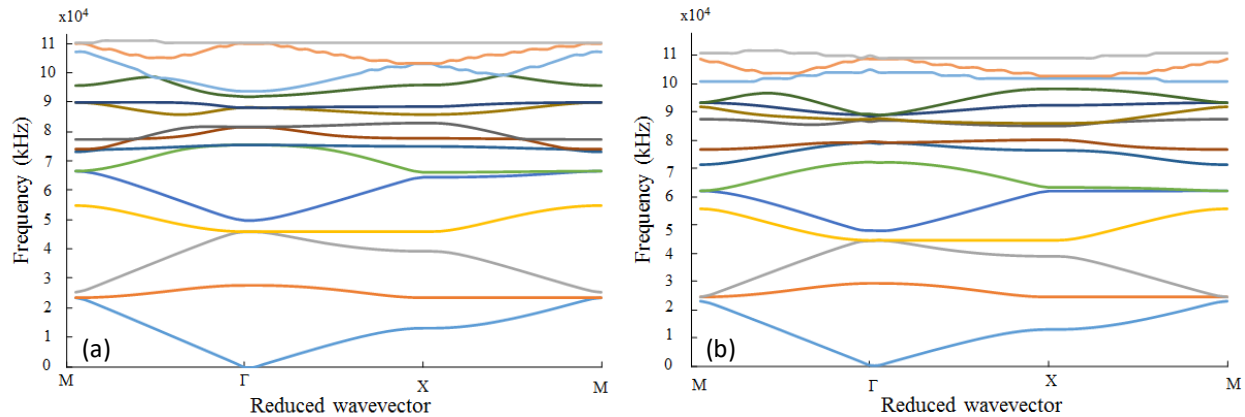 x10⁴
11
10
9
8
7
6
5
4
3
2
1
0
Frequency (kHz)
(a)
M
Γ
X
M
Reduced wavevector
x10⁴
11
10
9
8
7
6
5
4
3
2
1
0
Frequency (kHz)
(b)
M
Γ
X
M
Reduced wavevector